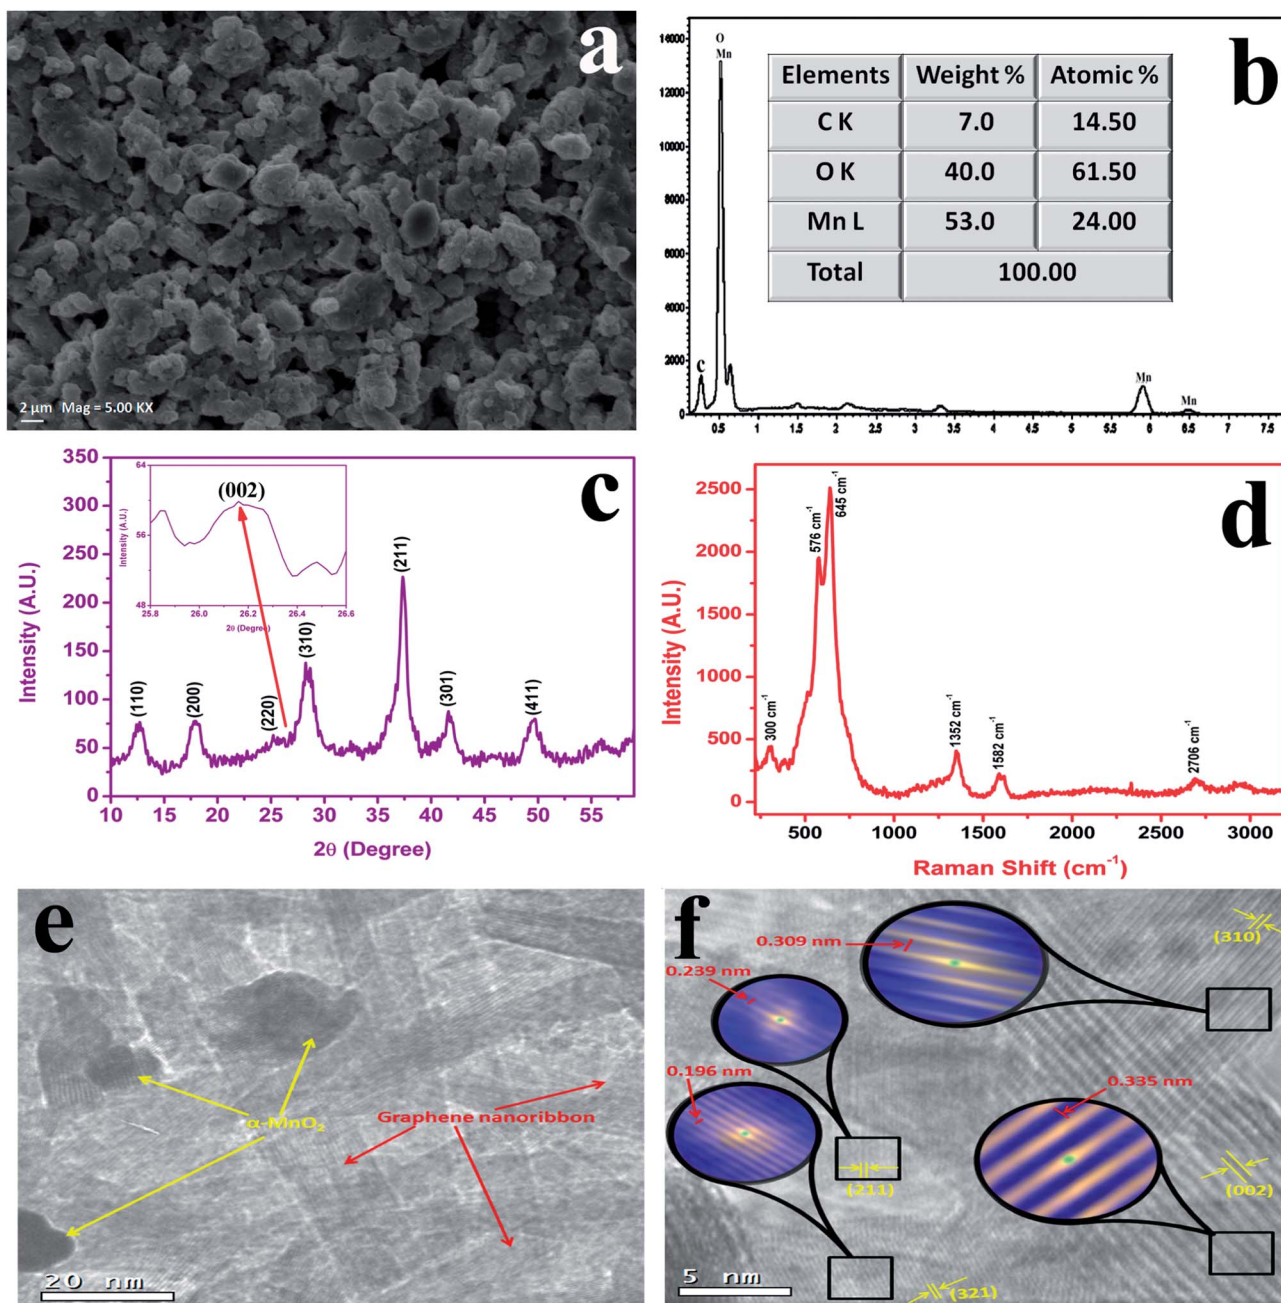 a
2 µm Mag = 5.00 KX
b
O
Mn
C
Mn
Mn
Elements Weight % Atomic %
C K 7.0 14.50
O K 40.0 61.50
Mn L 53.0 24.00
Total 100.00
14000
12000
10000
8000
6000
4000
2000
0
0.5 1 1.5 2 2.5 3 3.5 4 4.5 5 5.5 6 6.5 7 7.5
c
350
300
250
200
150
100
50
0
Intensity (A.U.)
10 15 20 25 30 35 40 45 50 55
2θ (Degree)
(110)
(200)
(220)
(310)
(211)
(301)
(411)
64
56
48
Intensity (A.U.)
(002)
25.8 26.0 26.2 26.4 26.6
2θ (Degree)
d
2500
2000
1500
1000
500
0
Intensity (A.U.)
300 cm⁻¹
576 cm⁻¹
645 cm⁻¹
1352 cm⁻¹
1582 cm⁻¹
2706 cm⁻¹
500 1000 1500 2000 2500 3000
Raman Shift (cm⁻¹)
e
α-MnO₂
Graphene nanoribbon
20 nm
f
0.309 nm
(310)
0.239 nm
0.196 nm
0.335 nm
(211)
(002)
(321)
5 nm